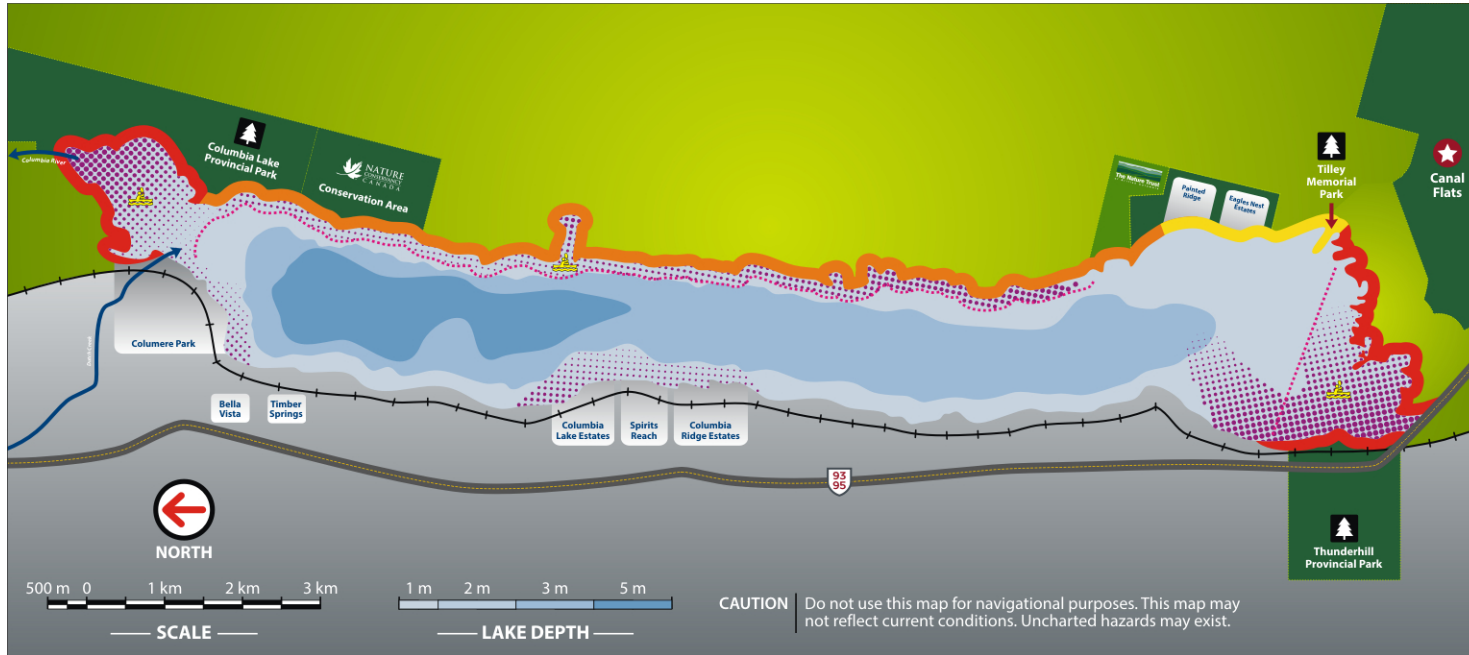 Columbia River
Columbia Lake
Provincial Park
NATURE
CONSERVANCY
CANADA
Conservation Area
The Nature Trust
Painted
Ridge
Eagles Nest
Estates
Tilley
Memorial
Park
Canal
Flats
Dutch Creek
Columere Park
Bella
Vista
Timber
Springs
Columbia
Lake Estates
Spirits
Reach
Columbia
Ridge Estates
93
95
NORTH
Thunderhill
Provincial Park
500 m 0 1 km 2 km 3 km
SCALE
1 m 2 m 3 m 5 m
LAKE DEPTH
CAUTION
Do not use this map for navigational purposes. This map may
not reflect current conditions. Uncharted hazards may exist.